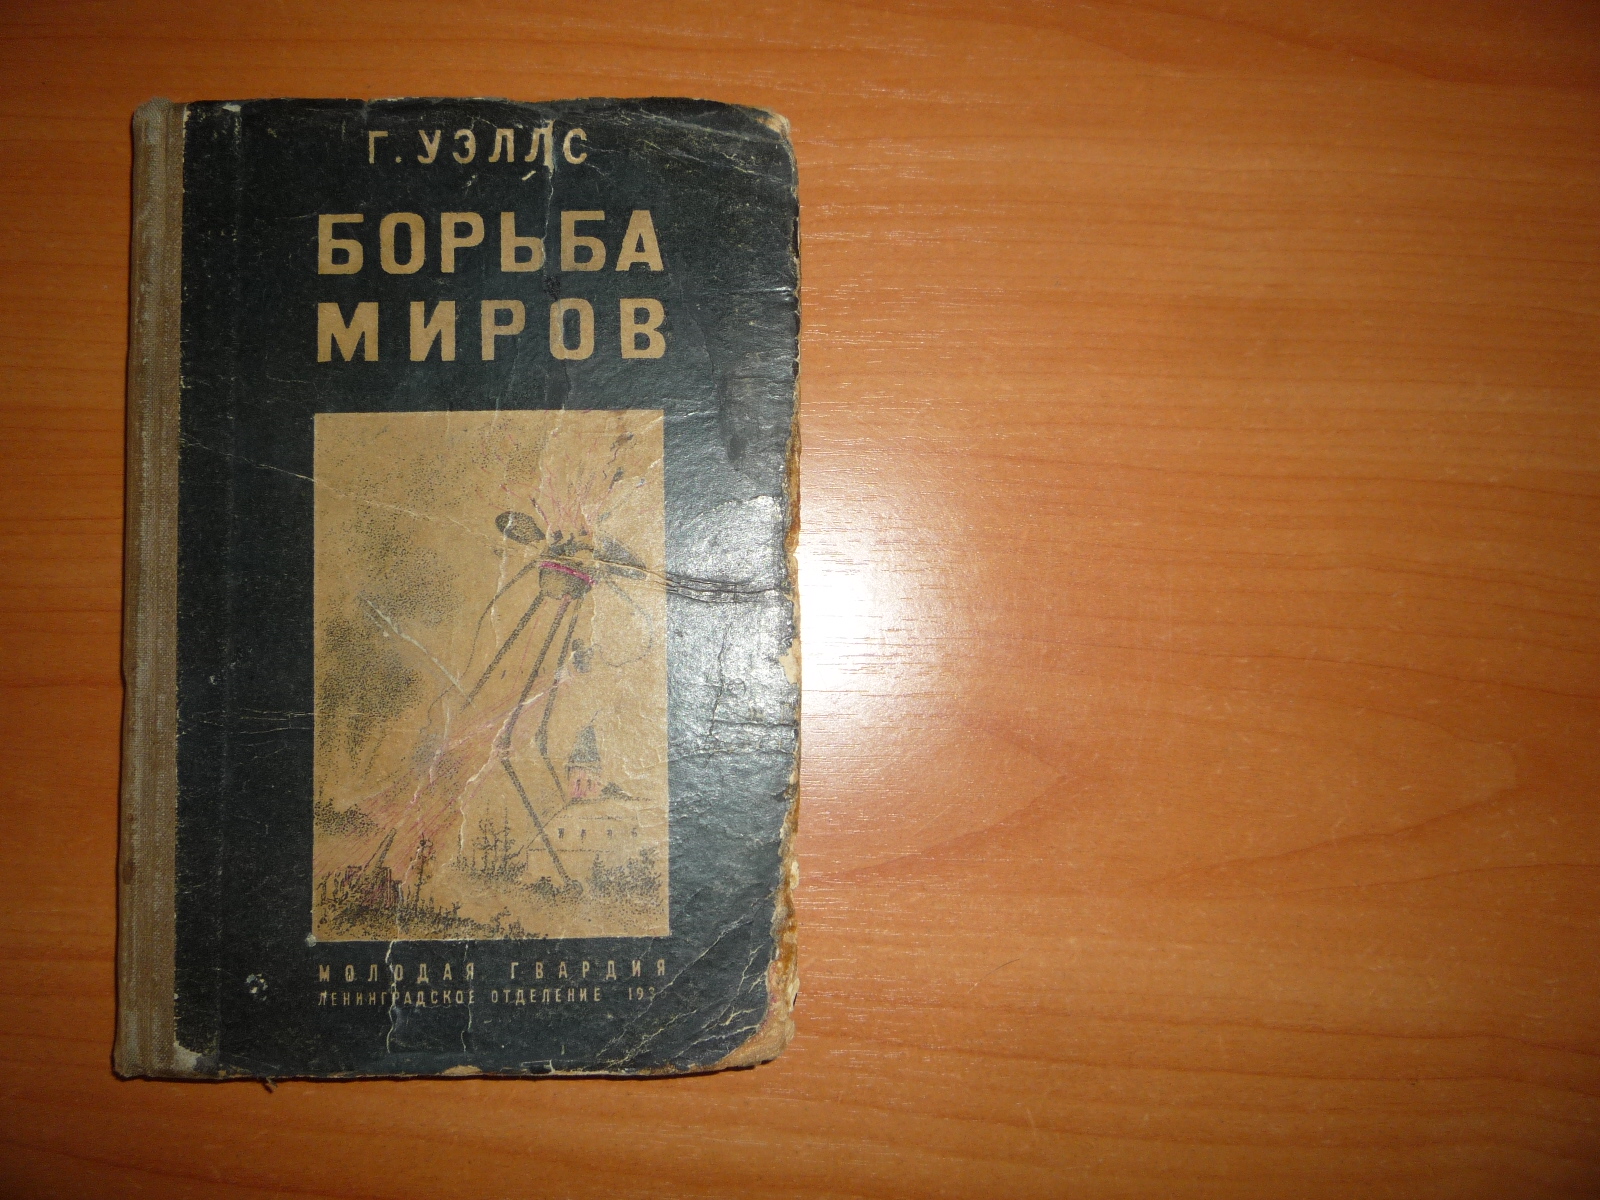 Г. УЭЛЛС
БОРЬБА
МИРОВ
МОЛОДАЯ ГВАРДИЯ
ЛЕНИНГРАДСКОЕ ОТДЕЛЕНИЕ